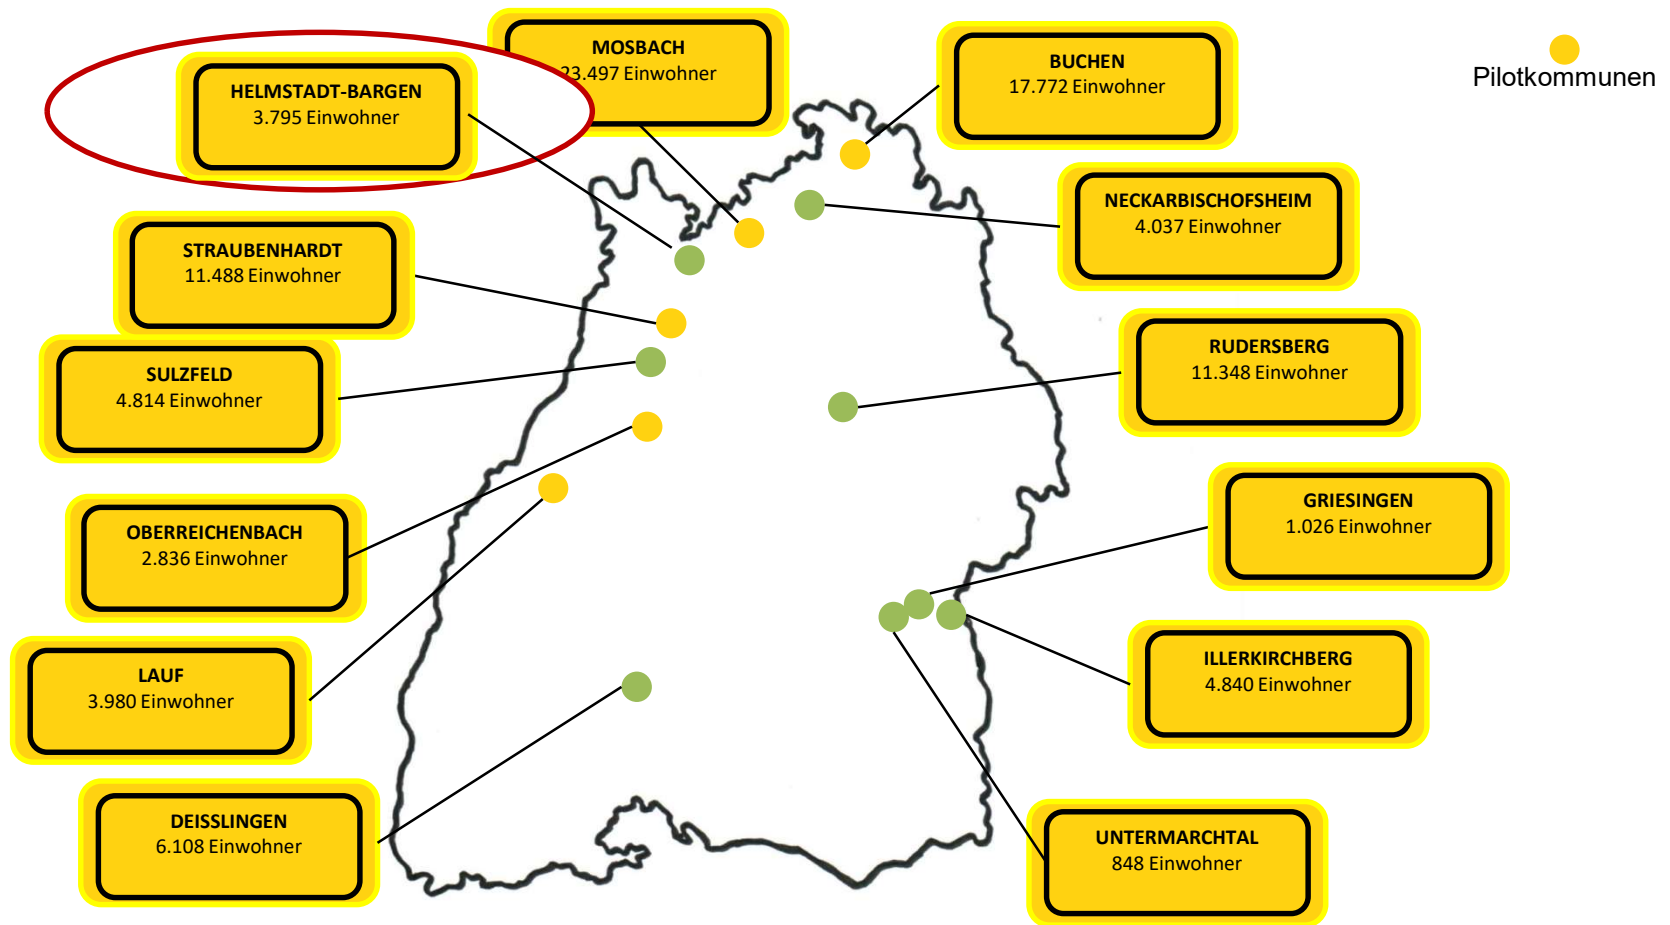 MOSBACH
23.497 Einwohner
BUCHEN
17.772 Einwohner
Pilotkommunen
HELMSTADT-BARGEN
3.795 Einwohner
NECKARBISCHOFSHEIM
4.037 Einwohner
STRAUBENHARDT
11.488 Einwohner
RUDERSBERG
11.348 Einwohner
SULZFELD
4.814 Einwohner
GRIESINGEN
1.026 Einwohner
OBERREICHENBACH
2.836 Einwohner
ILLERKIRCHBERG
4.840 Einwohner
LAUF
3.980 Einwohner
DEISSLINGEN
6.108 Einwohner
UNTERMARCHTAL
848 Einwohner